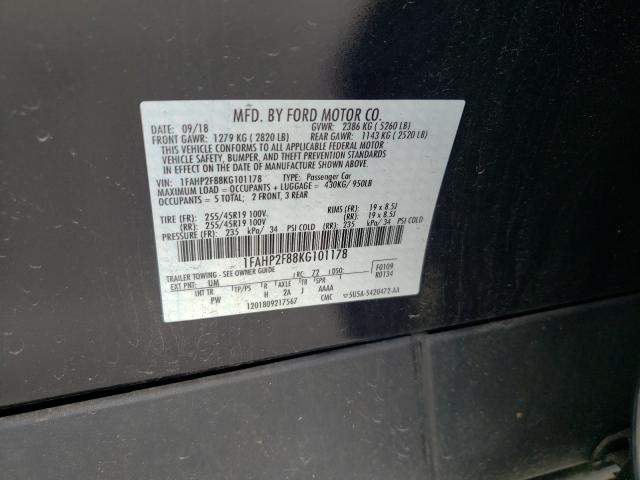 MFD. BY FORD MOTOR CO.
DATE: 09/18 GVWR: 2386 KG ( 5260 LB)
FRONT GAWR: 1279 KG ( 2820 LB) REAR GAWR: 1143 KG ( 2520 LB)
THIS VEHICLE CONFORMS TO ALL APPLICABLE FEDERAL MOTOR
VEHICLE SAFETY, BUMPER, AND THEFT PREVENTION STANDARDS
IN EFFECT ON THE DATE OF MANUFACTURE SHOWN ABOVE.
VIN: 1FAHP2F88KG101178 TYPE: Passenger Car
MAXIMUM LOAD = OCCUPANTS + LUGGAGE = 430KG/ 950LB
OCCUPANTS = 5 TOTAL; 2 FRONT, 3 REAR
TIRE (FR): 255/45R19 100V RIMS (FR): 19 x 8.5J
(RR): 255/45R19 100V (RR): 19 x 8.5J
PRESSURE (FR): 235 kPa/ 34 PSI COLD (RR): 235 kPa/ 34 PSI COLD
1FAHP2F88KG101178
TRAILER TOWING - SEE OWNER GUIDE RC: 72 DSO: F0109
EXT PNT: UM R0134
INT TR TP/PS R AXLE TR SPR
PW H 2A J AAAA
1201809217567 CMC 5U5A-5420472-AA